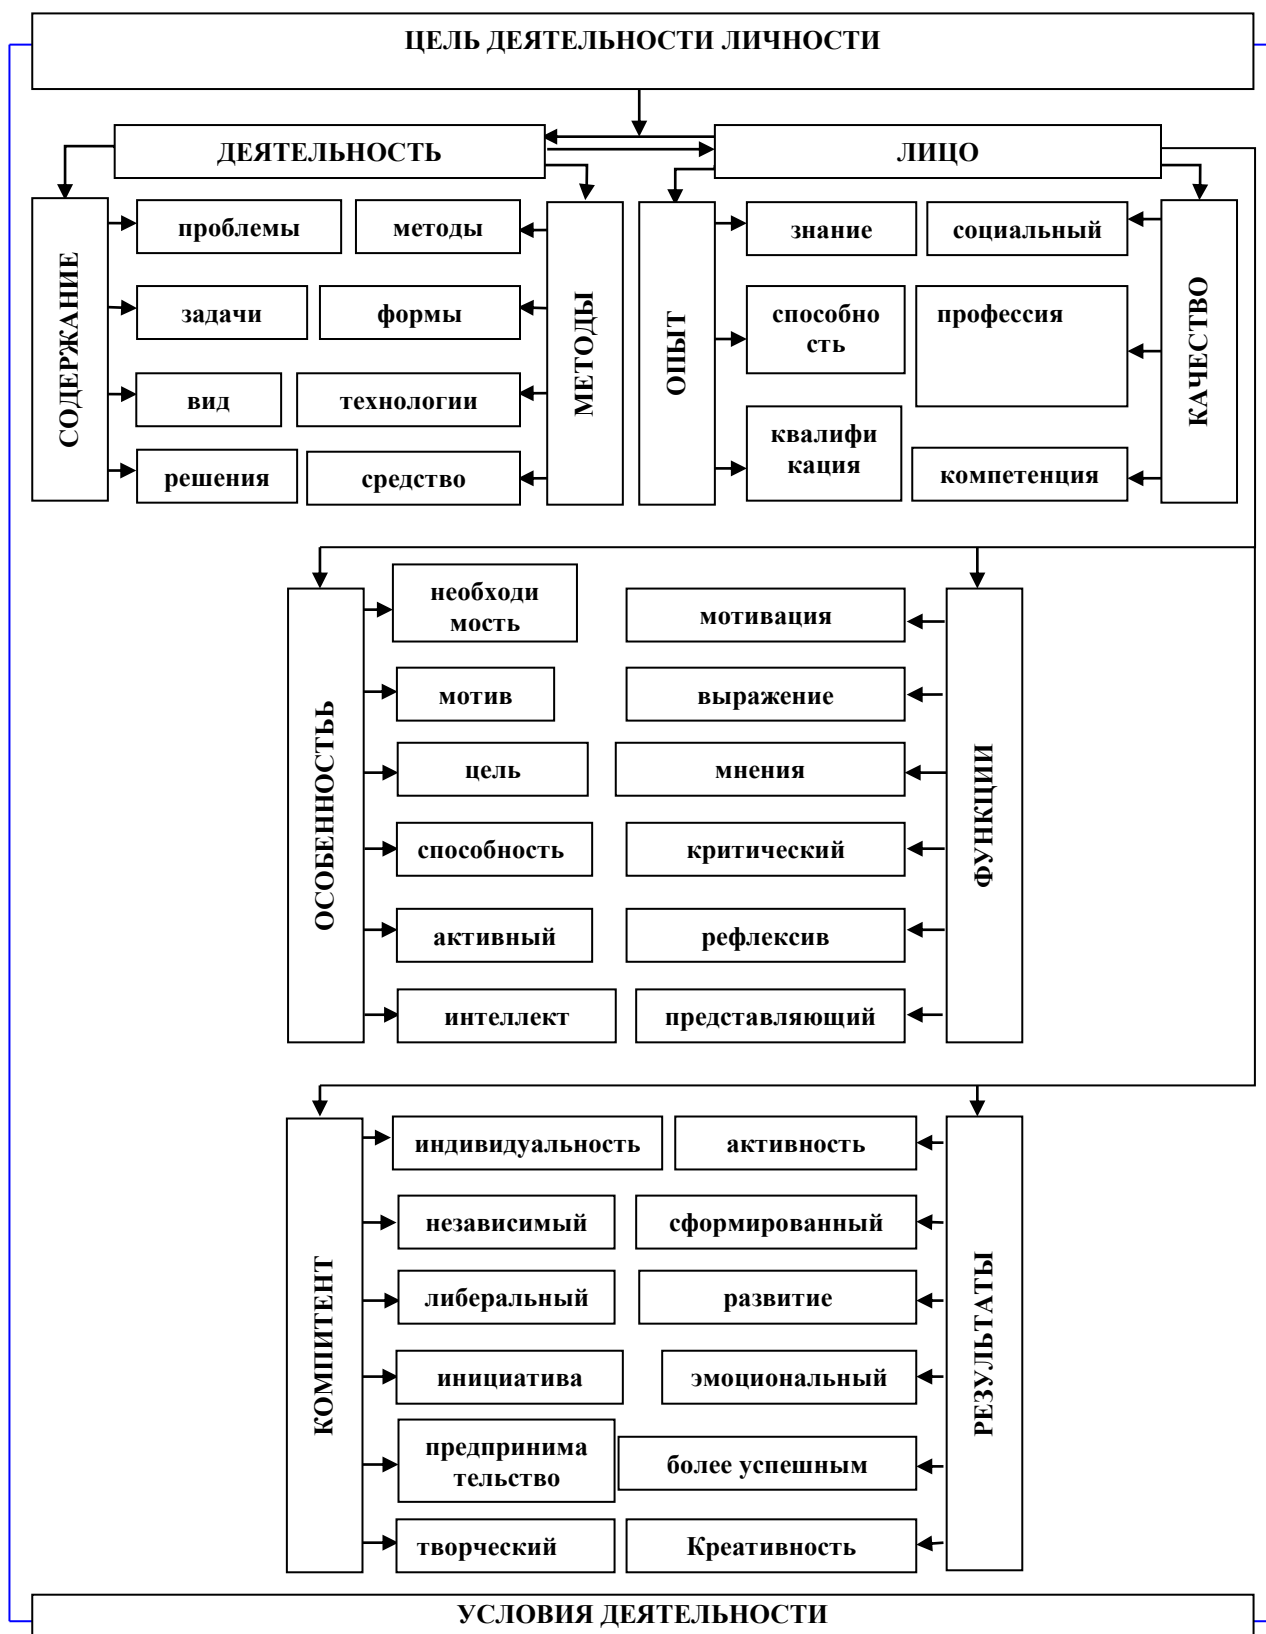 ЦЕЛЬ ДЕЯТЕЛЬНОСТИ ЛИЧНОСТИ
ДЕЯТЕЛЬНОСТЬ
ЛИЦО
СОДЕРЖАНИЕ
проблемы
задачи
вид
решения
методы
формы
технологии
средство
МЕТОДЫ
ОПЫТ
знание
способно
сть
квалифи
кация
социальный
профессия
компетенция
КАЧЕСТВО
ОСОБЕННОСТЬЬ
необходи
мость
мотив
цель
способность
активный
интеллект
мотивация
выражение
мнения
критический
рефлексив
представляющий
ФУНКЦИИ
КОМПИТЕНТ
индивидуальность
независимый
либеральный
инициатива
предпринима
тельство
творческий
активность
сформированный
развитие
эмоциональный
более успешным
Креативность
РЕЗУЛЬТАТЫ
УСЛОВИЯ ДЕЯТЕЛЬНОСТИ